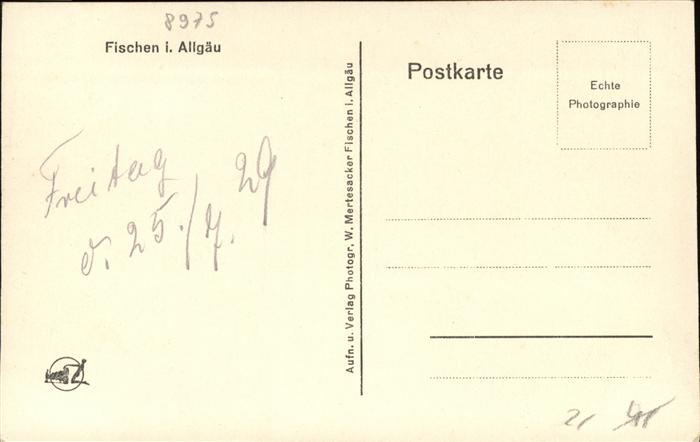 8975
Fischen i. Allgäu
Freitag
d. 25./7. 29
Aufn. u. Verlag Photogr. W. Mertesacker Fischen i. Allgäu
Postkarte
Echte
Photographie